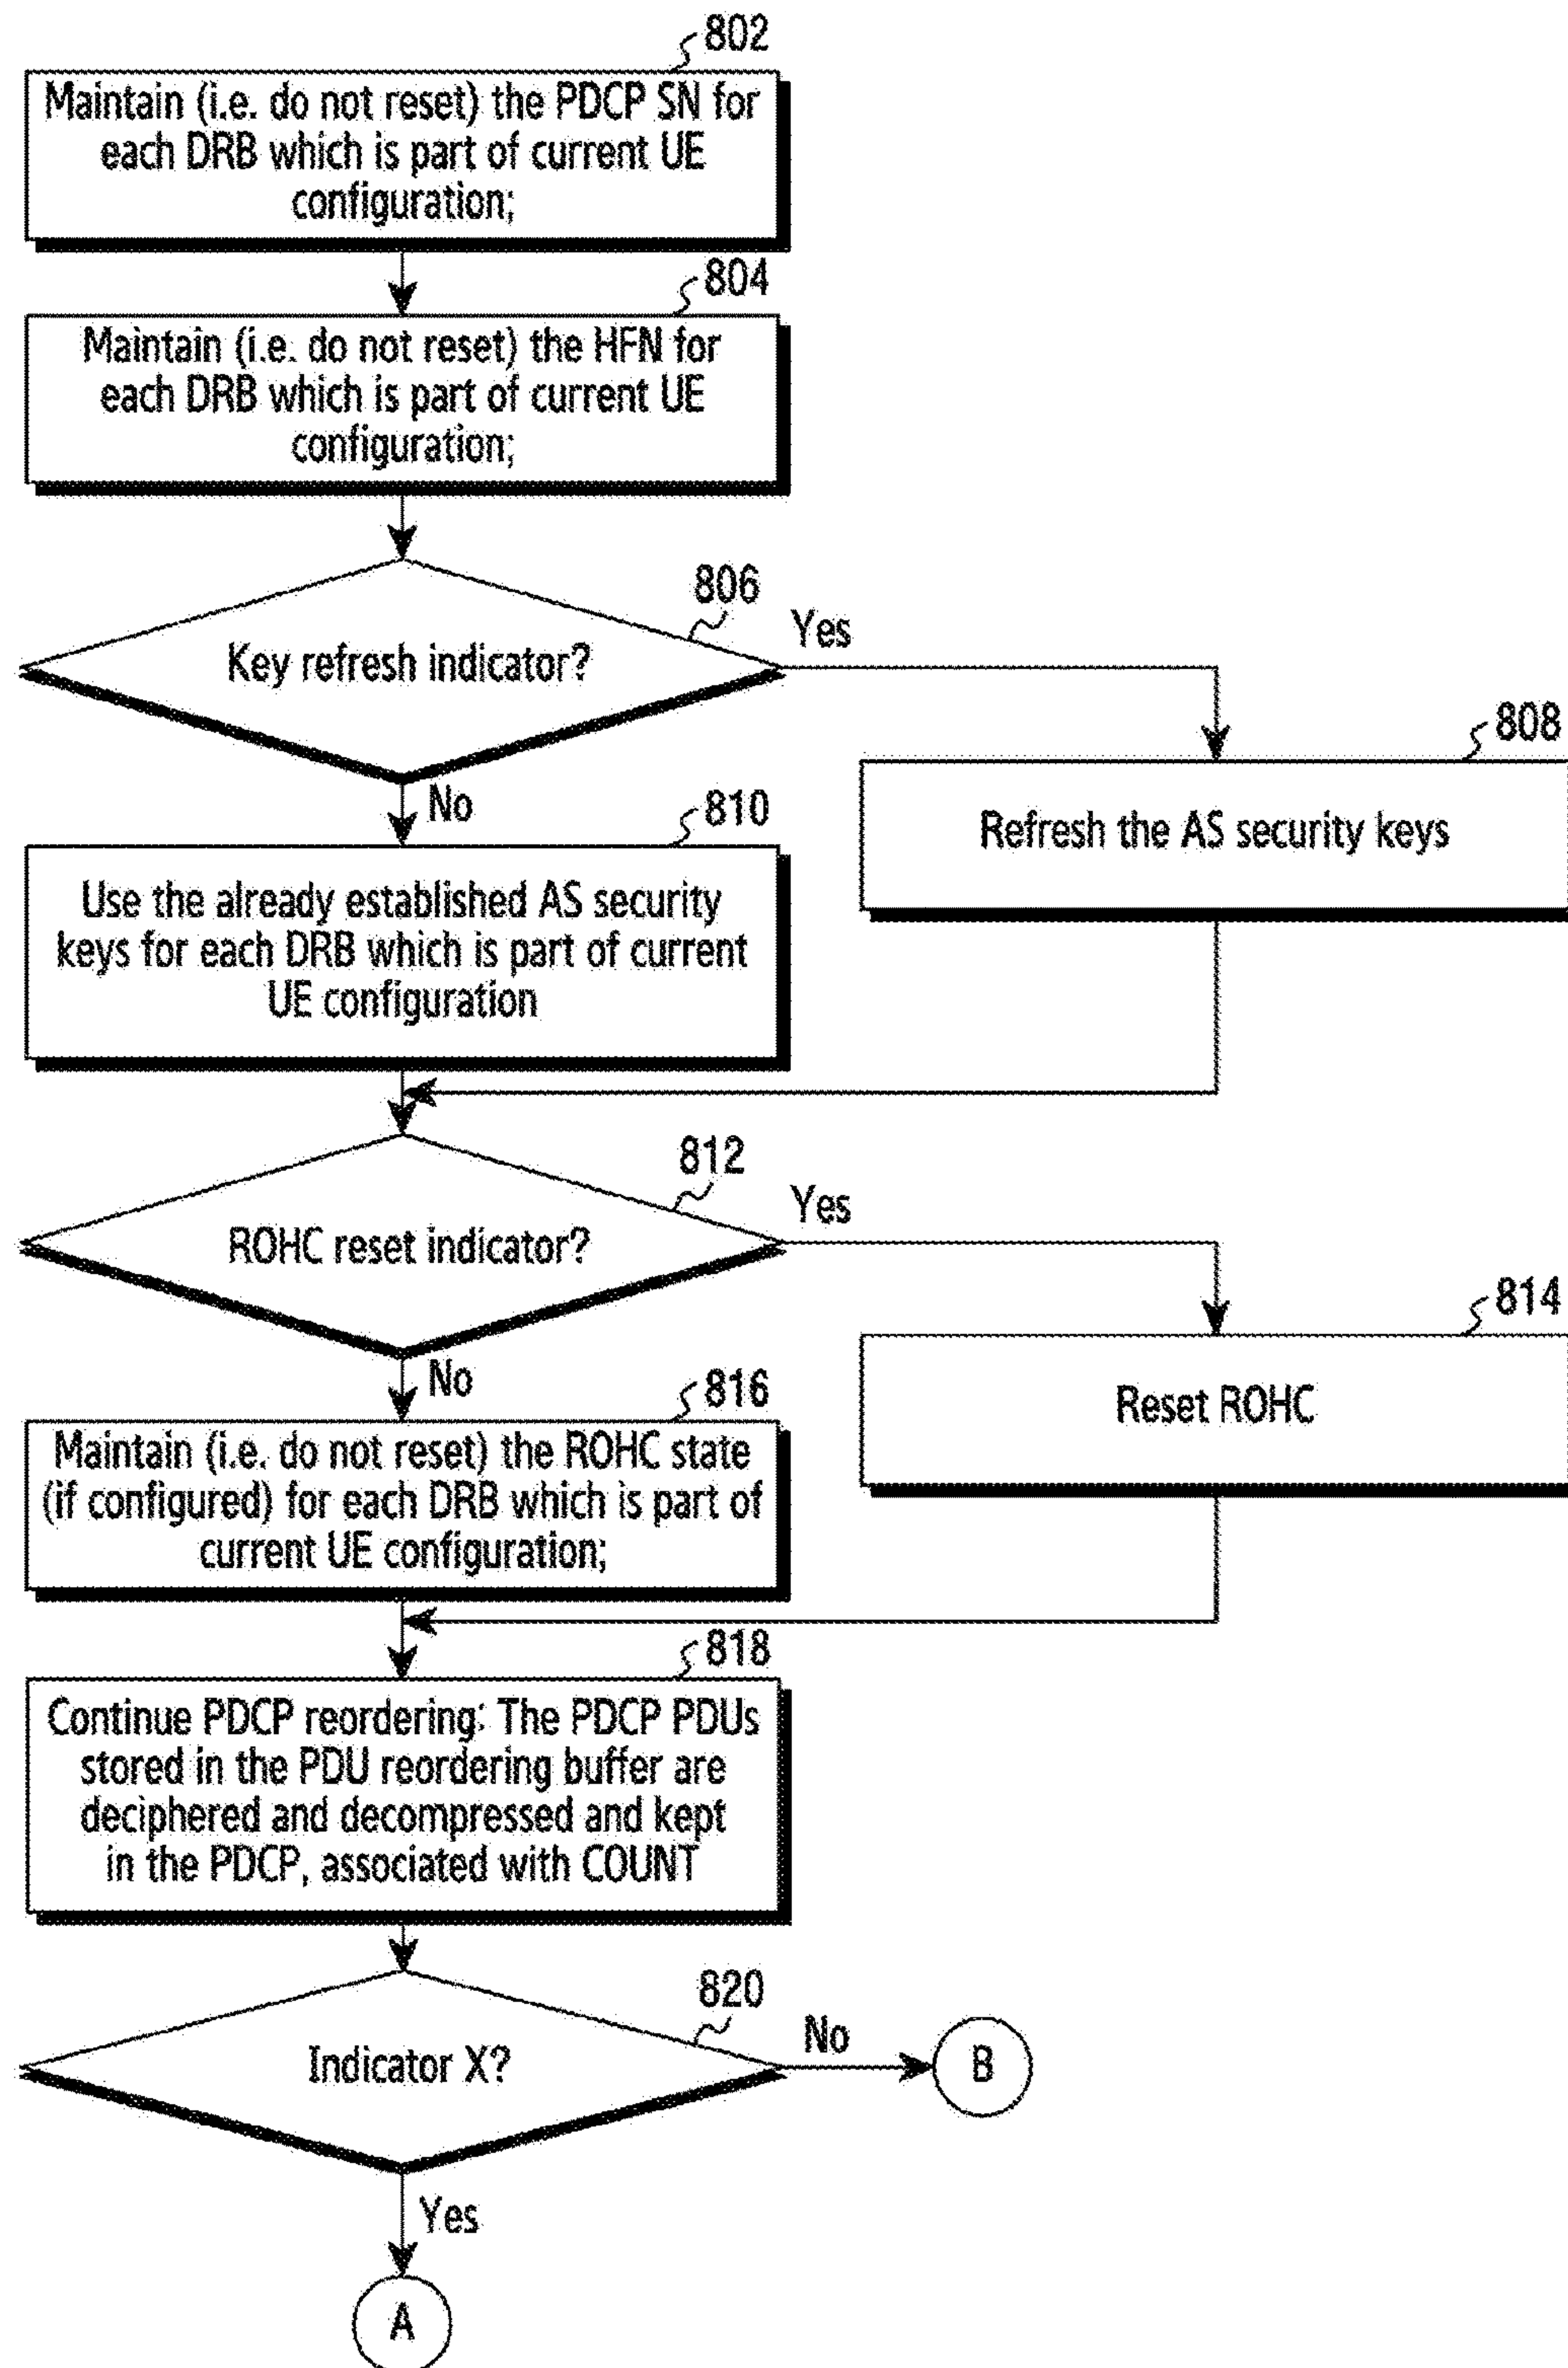 802
Maintain (i.e. do not reset) the PDCP SN for
each DRB which is part of current UE
configuration;
804
Maintain (i.e. do not reset) the HFN for
each DRB which is part of current UE
configuration;
806
Key refresh indicator?
Yes
808
Refresh the AS security keys
No
810
Use the already established AS security
keys for each DRB which is part of current
UE configuration
812
ROHC reset indicator?
Yes
814
Reset ROHC
No
816
Maintain (i.e. do not reset) the ROHC state
(if configured) for each DRB which is part of
current UE configuration;
818
Continue PDCP reordering: The PDCP PDUs
stored in the PDU reordering buffer are
deciphered and decompressed and kept
in the PDCP, associated with COUNT
820
Indicator X?
No
B
Yes
A